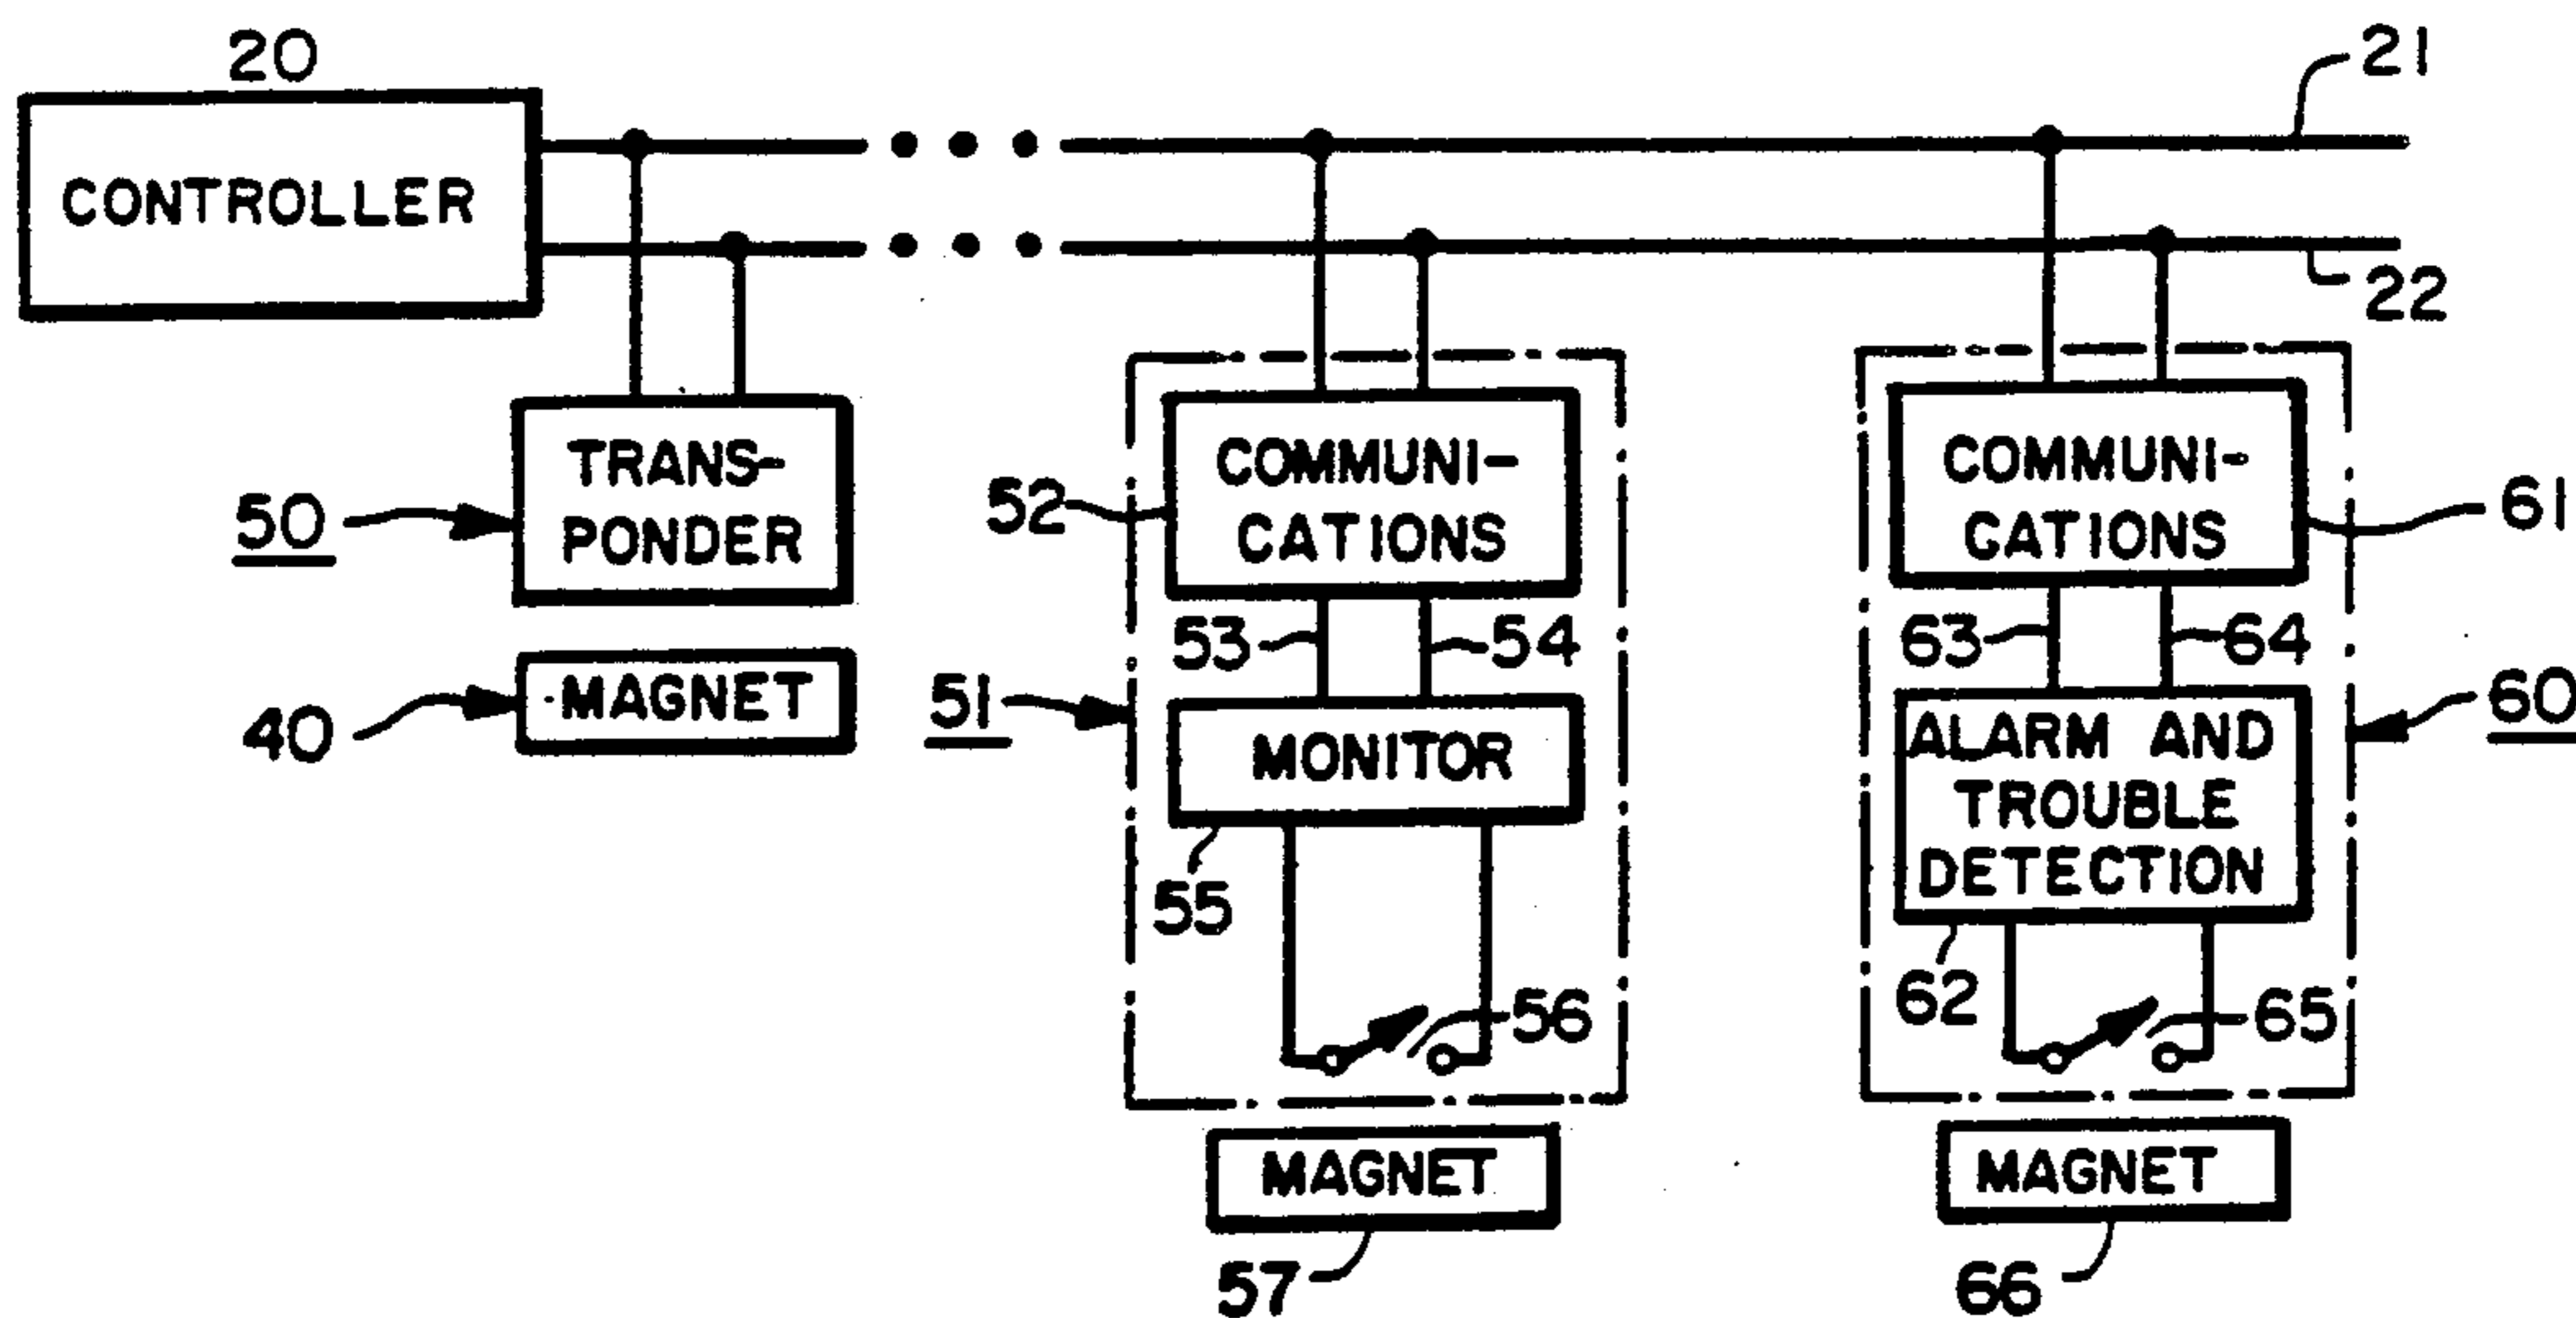 20
CONTROLLER
21
22
TRANS-
PONDER
50
MAGNET
40
COMMUNI-
CATIONS
52
53
54
51
MONITOR
55
56
MAGNET
57
COMMUNI-
CATIONS
61
63
64
60
ALARM AND
TROUBLE
DETECTION
62
65
MAGNET
66